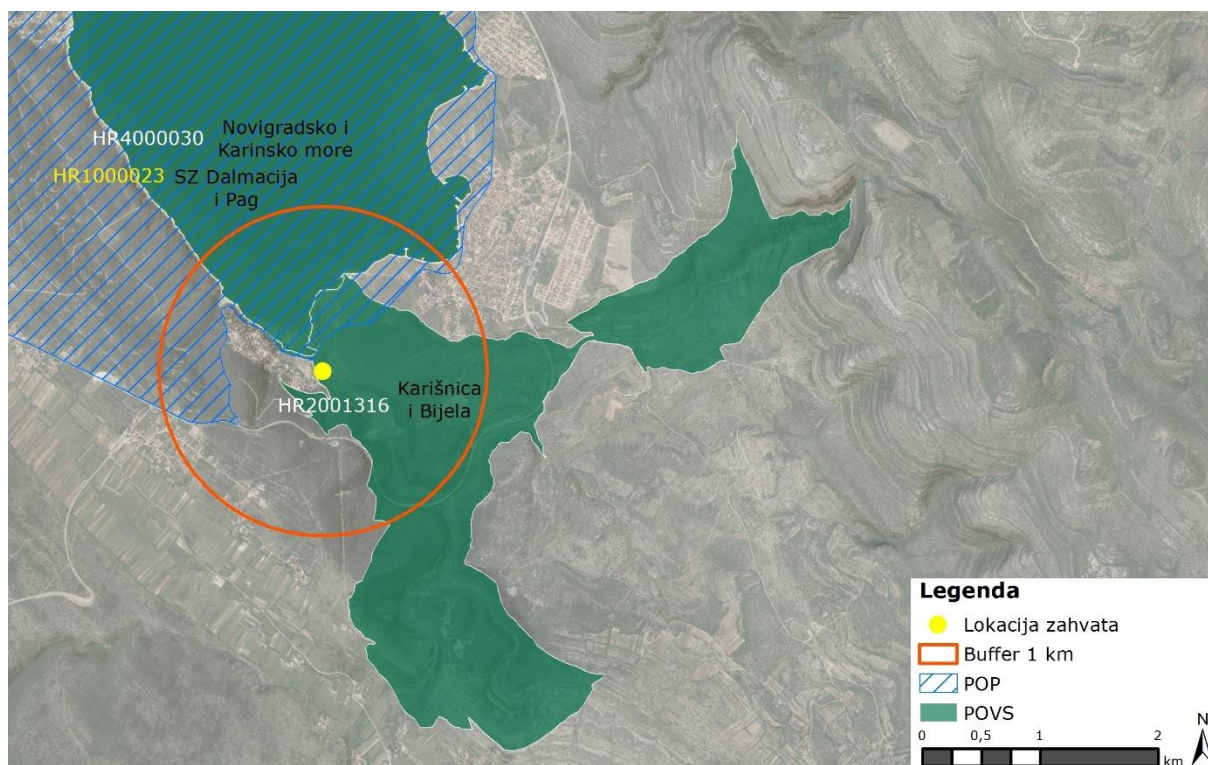 HR4000030
Novigradsko i
Karinsko more
HR1000023
SZ Dalmacija
i Pag
HR2001316
Karišnica
i Bijela
Legenda
Lokacija zahvata
Buffer 1 km
POP
POVS
0 0,5 1 2
km
N